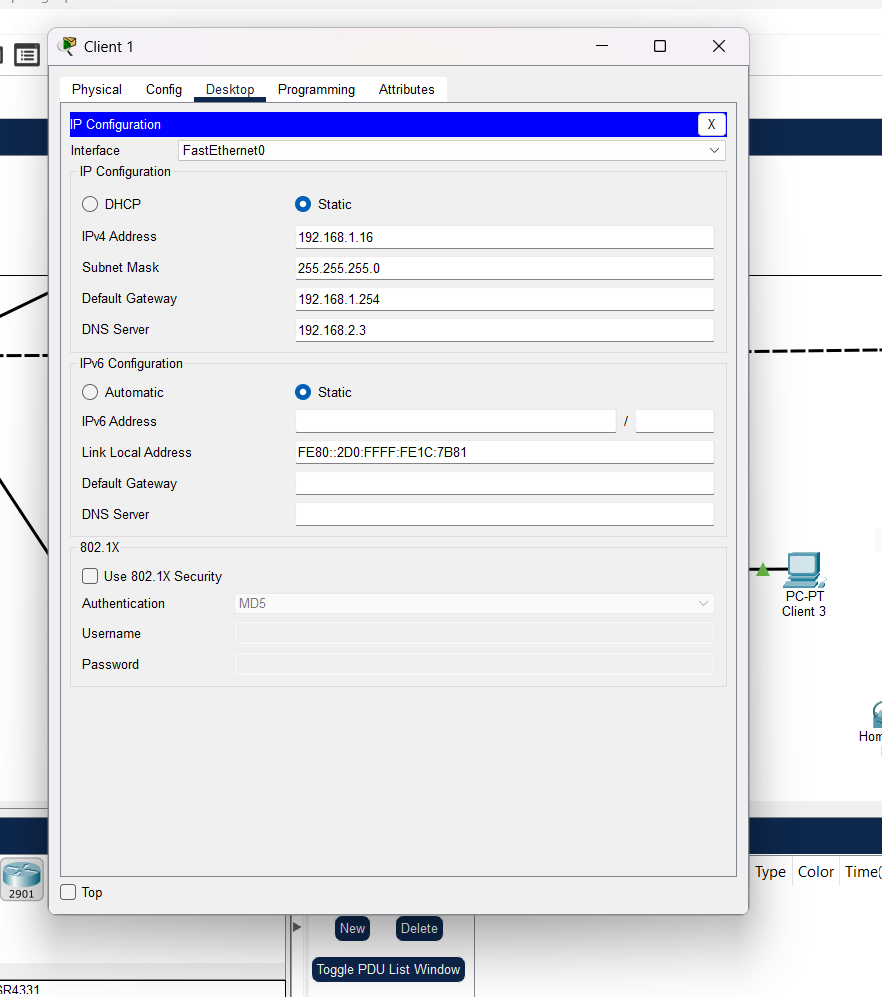 Client 1
Physical Config Desktop Programming Attributes
IP Configuration X
Interface FastEthernet0
IP Configuration
DHCP Static
IPv4 Address 192.168.1.16
Subnet Mask 255.255.255.0
Default Gateway 192.168.1.254
DNS Server 192.168.2.3
IPv6 Configuration
Automatic Static
IPv6 Address /
Link Local Address FE80::2D0:FFFF:FE1C:7B81
Default Gateway
DNS Server
802.1X
Use 802.1X Security
Authentication MD5
Username
Password
Top
PC-PT
Client 3
Hom
2901
Type Color Time(
New Delete
Toggle PDU List Window
SR4331